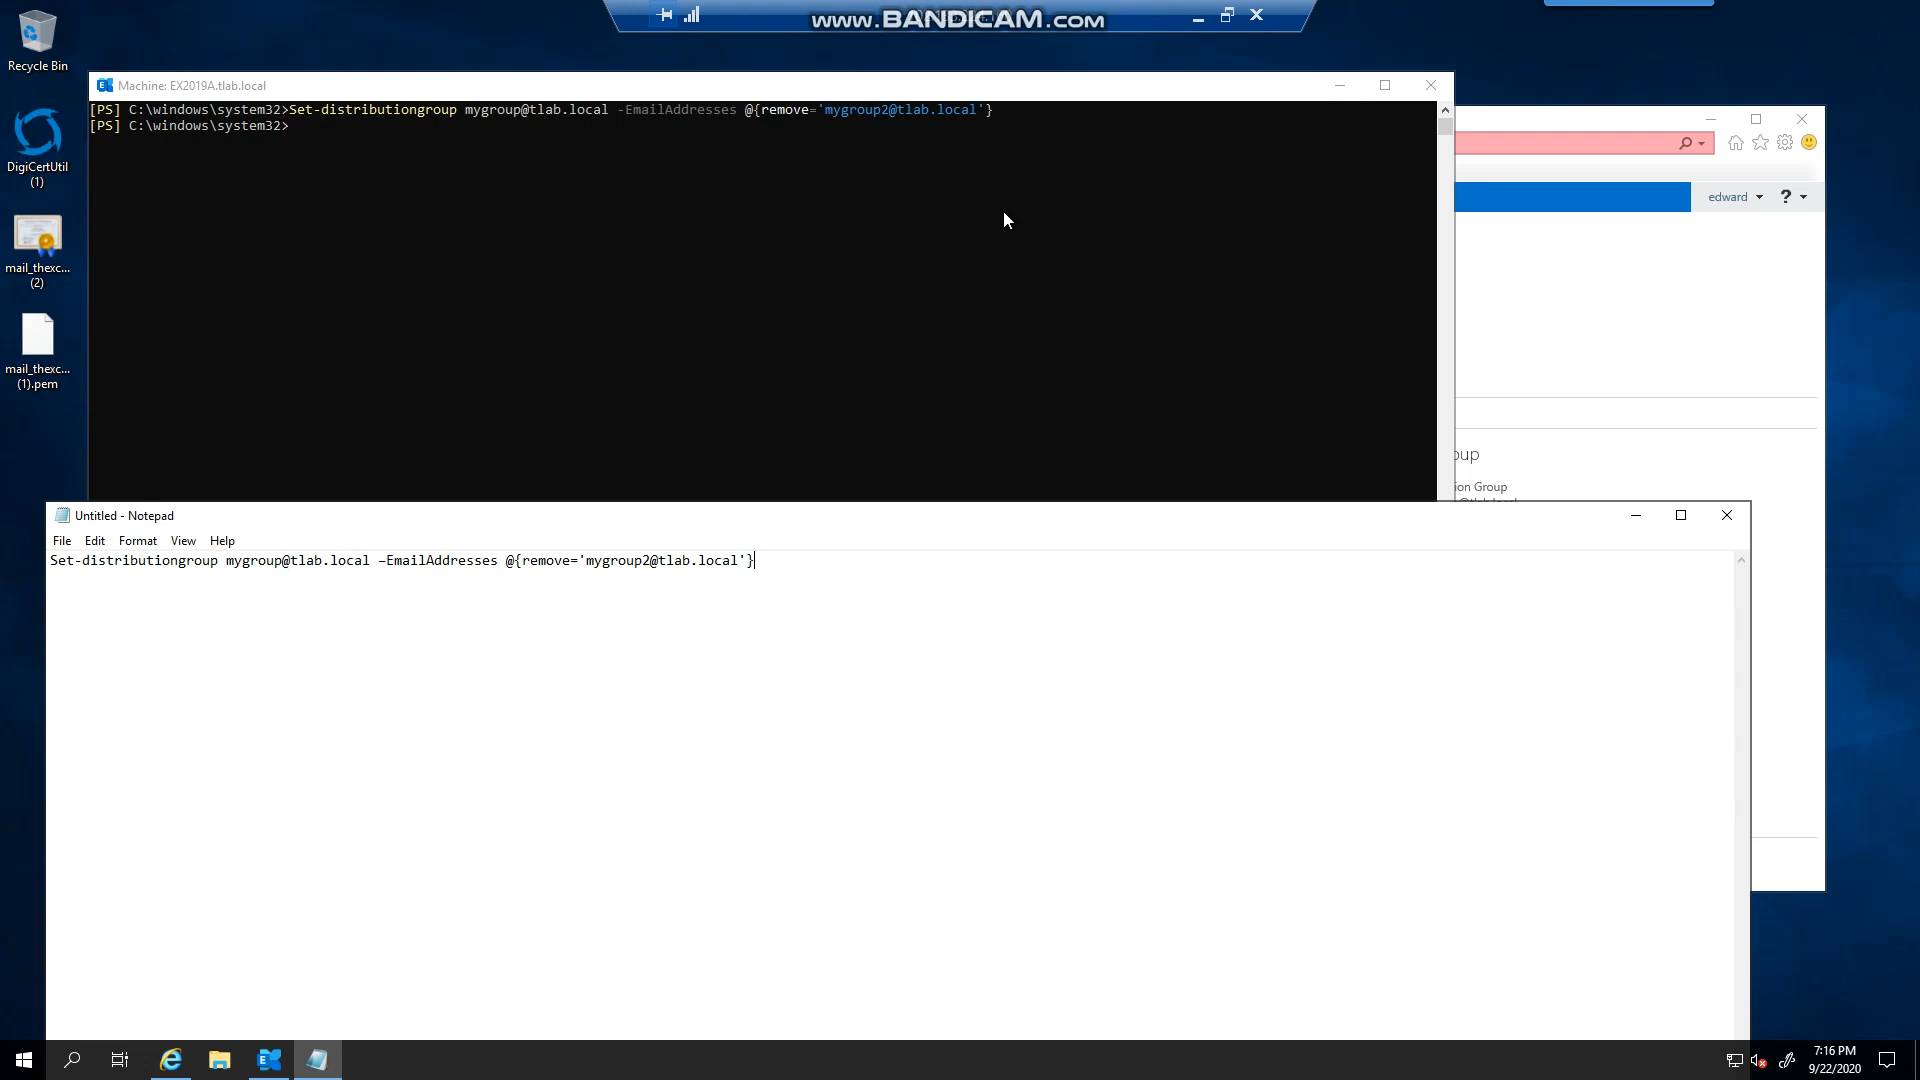 www.BANDICAM.com
Recycle Bin
DigiCertUtil
(1)
mail_thexc...
(2)
mail_thexc...
(1).pem
Machine: EX2019A.tlab.local
[PS] C:\windows\system32>Set-distributiongroup mygroup@tlab.local -EmailAddresses @{remove='mygroup2@tlab.local'}
[PS] C:\windows\system32>
edward
?
oup
ion Group
Untitled - Notepad
File Edit Format View Help
Set-distributiongroup mygroup@tlab.local –EmailAddresses @{remove='mygroup2@tlab.local'}
7:16 PM
9/22/2020